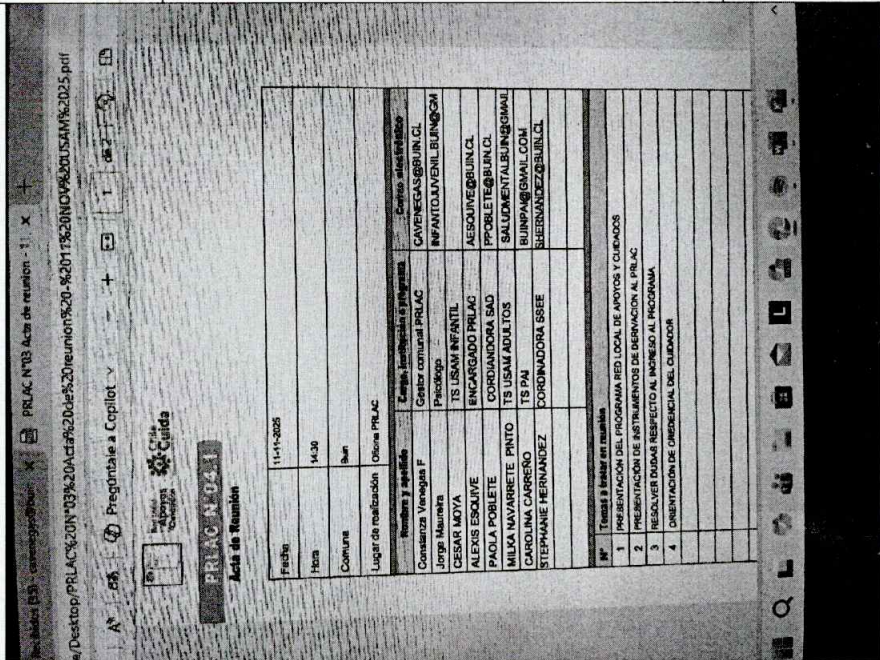 PRLAC N°03 Acta de reunion - 1
e/Desktop/PRLAC%20N°03%20Acta%20de%20reunion%20-%2011%20NOV%20USAM%2025.pdf
Pregúntale a Copilot
1 de 2
Apoyos
Chile Cuida
PRLAC N°04.1
Acta de Reunión
Fecha 11-11-2025
Hora 14:30
Comuna Buin
Lugar de realización Oficina PRLAC
Nombre y apellido Cargo, institución o programa Correo electrónico
Constanza Venegas F Gestor comunal PRLAC CAVENEGAS@BUIN.CL
Jorge Maureira Psicólogo INFANTOJUVENIL.BUIN@GM
CESAR MOYA TS USAM INFANTIL
ALEXIS ESQUIVE ENCARGADO PRLAC AESQUIVE@BUIN.CL
PAOLA POBLETE CORDIANDORA SAD PPOBLETE@BUIN.CL
MILKA NAVARRETE PINTO TS USAM ADULTOS SALUDMENTALBUIN@GMAIL
CAROLINA CARREÑO TS PAI BUINPAI@GMAIL.COM
STEPHANIE HERNANDEZ CORDINADORA SSEE SHERNANDEZ@BUIN.CL
N° Temas a tratar en reunión
1 PRESENTACIÓN DEL PROGRAMA RED LOCAL DE APOYOS Y CUIDADOS
2 PRESENTACIÓN DE INSTRUMENTOS DE DERIVACION AL PRLAC
3 RESOLVER DUDAS RESPECTO AL INGRESO AL PROGRAMA
4 ORIENTACIÓN DE CREDENCIAL DEL CUIDADOR